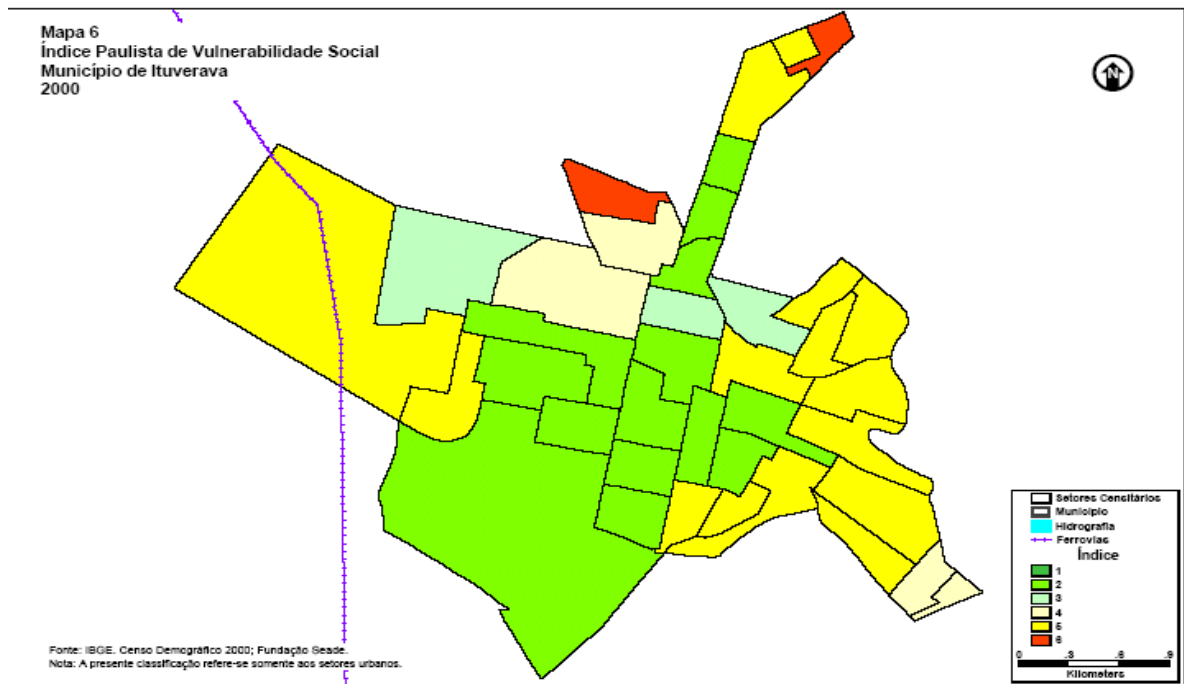 Mapa 6
Índice Paulista de Vulnerabilidade Social
Município de Ituverava
2000
N
Setores Censitários
Município
Hidrografia
Ferrovias
Índice
1
2
3
4
5
6
0 .3 .6 .9
Kilometers
Fonte: IBGE. Censo Demográfico 2000; Fundação Seade.
Nota: A presente classificação refere-se somente aos setores urbanos.